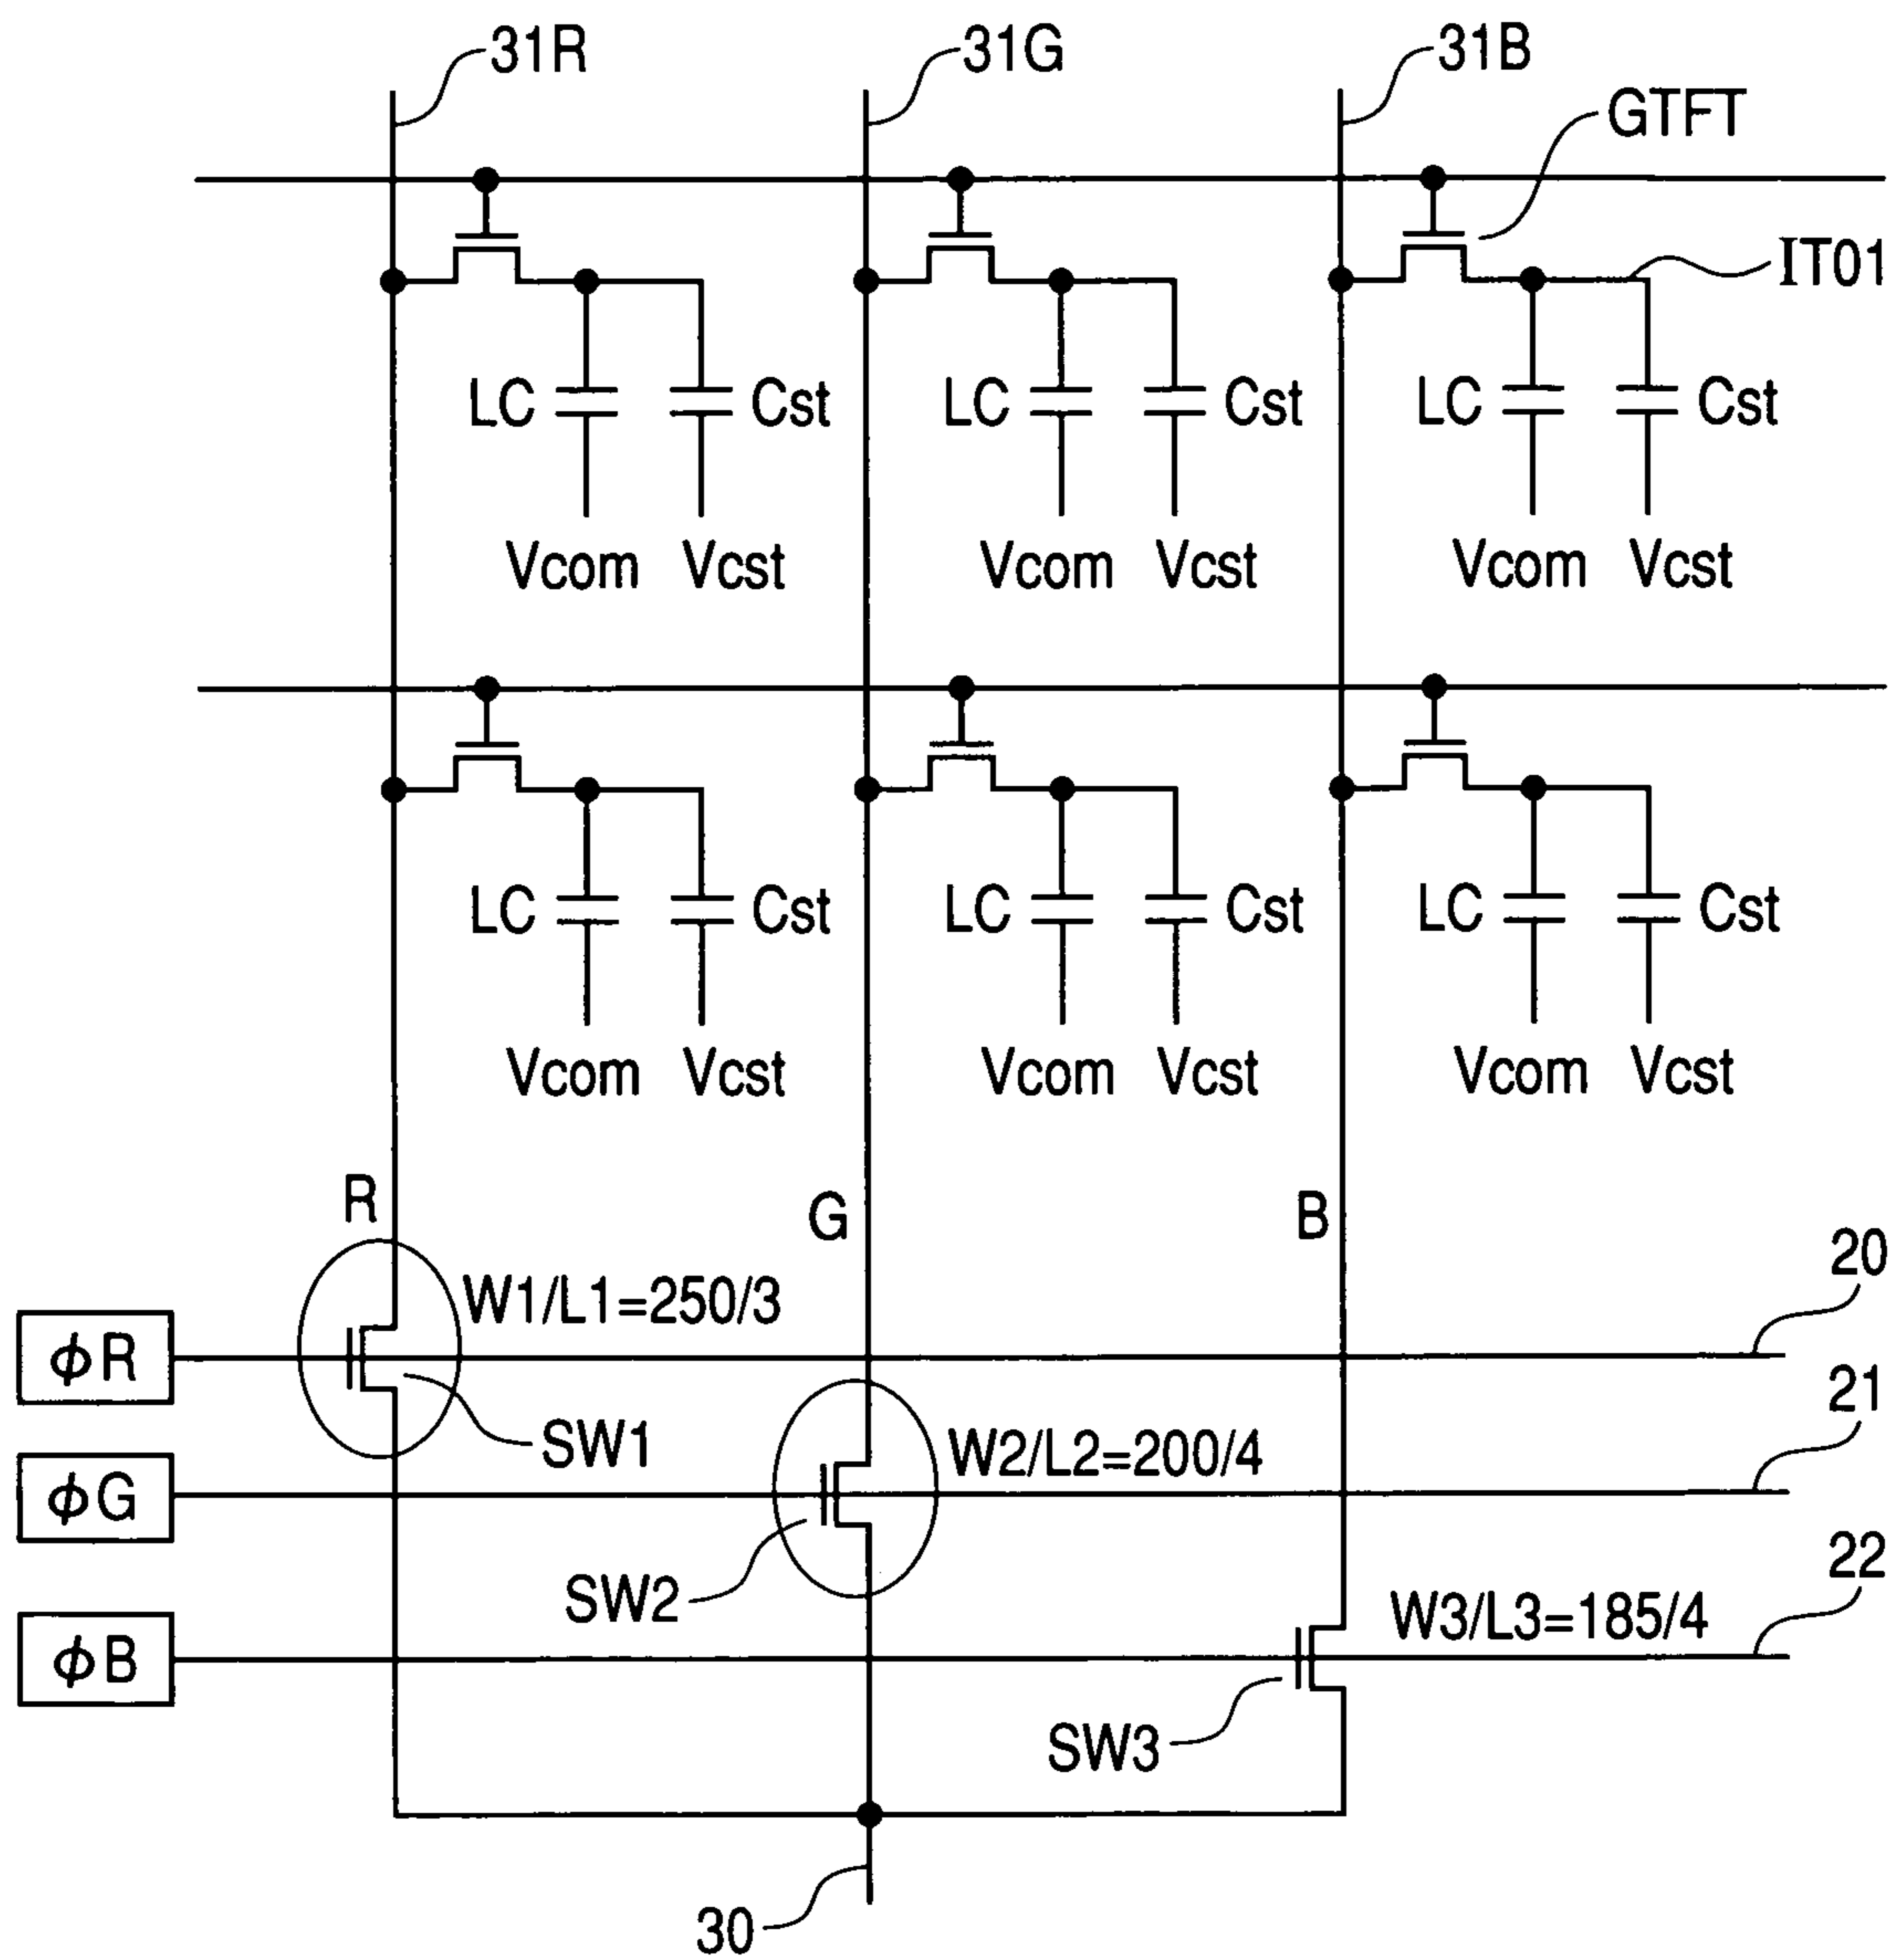 31R 31G 31B
GTFT
IT01
LC Cst LC Cst LC Cst
Vcom Vcst Vcom Vcst Vcom Vcst
LC Cst LC Cst LC Cst
Vcom Vcst Vcom Vcst Vcom Vcst
R G B
20
W1/L1=250/3
ϕR
21
SW1
W2/L2=200/4
ϕG
22
SW2
W3/L3=185/4
ϕB
SW3
30